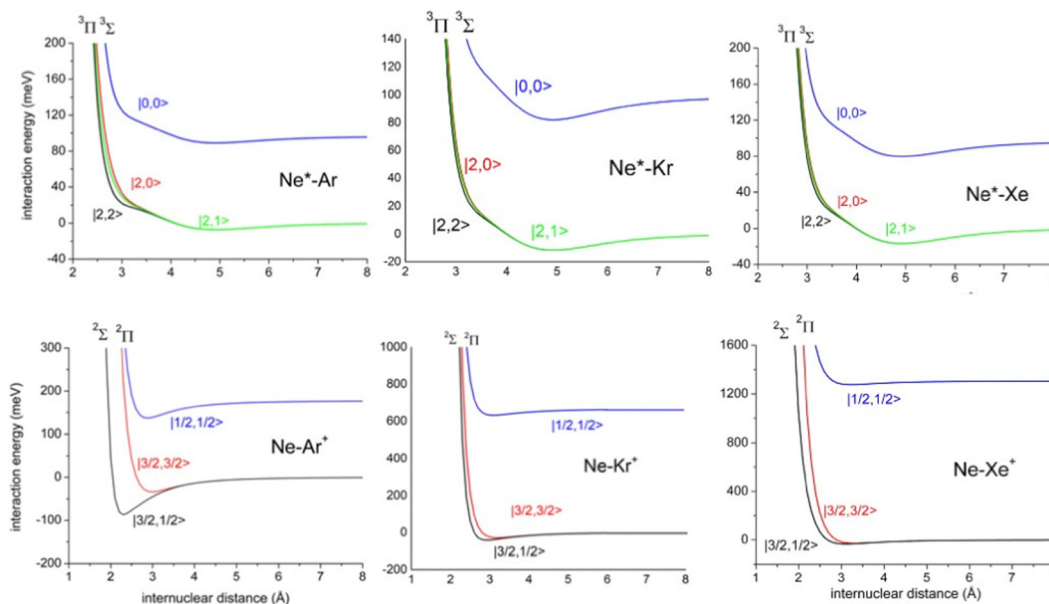 ³Π ³Σ
200
160
120
80
40
0
-40
interaction energy (meV)
|0,0>
|2,0>
|2,2>
|2,1>
Ne*-Ar
2 3 4 5 6 7 8
³Π ³Σ
140
120
100
80
60
40
20
0
-20
|0,0>
|2,0>
|2,2>
|2,1>
Ne*-Kr
2 3 4 5 6 7 8
³Π ³Σ
200
160
120
80
40
0
-40
|0,0>
|2,0>
|2,2>
|2,1>
Ne*-Xe
2 3 4 5 6 7
²Σ ²Π
300
200
100
0
-100
-200
interaction energy (meV)
|1/2,1/2>
|3/2,3/2>
|3/2,1/2>
Ne-Ar⁺
1 2 3 4 5 6 7 8
internuclear distance (Å)
²Σ ²Π
1000
800
600
400
200
0
-200
|1/2,1/2>
|3/2,3/2>
|3/2,1/2>
Ne-Kr⁺
1 2 3 4 5 6 7 8
internuclear distance (Å)
²Σ ²Π
1600
1200
800
400
0
|1/2,1/2>
|3/2,3/2>
|3/2,1/2>
Ne-Xe⁺
1 2 3 4 5 6 7
internuclear distance (Å)